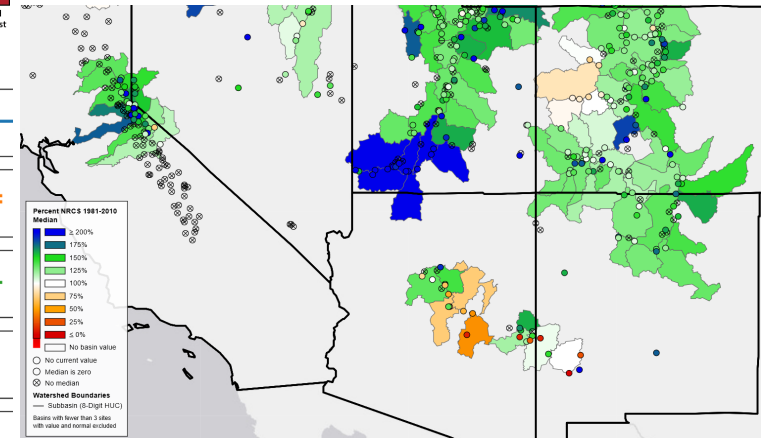 st
Percent NRCS 1981-2010
Median
≥ 200%
175%
150%
125%
100%
75%
50%
25%
≤ 0%
No basin value
No current value
Median is zero
No median
Watershed Boundaries
Subbasin (8-Digit HUC)
Basins with fewer than 3 sites
with value and normal excluded